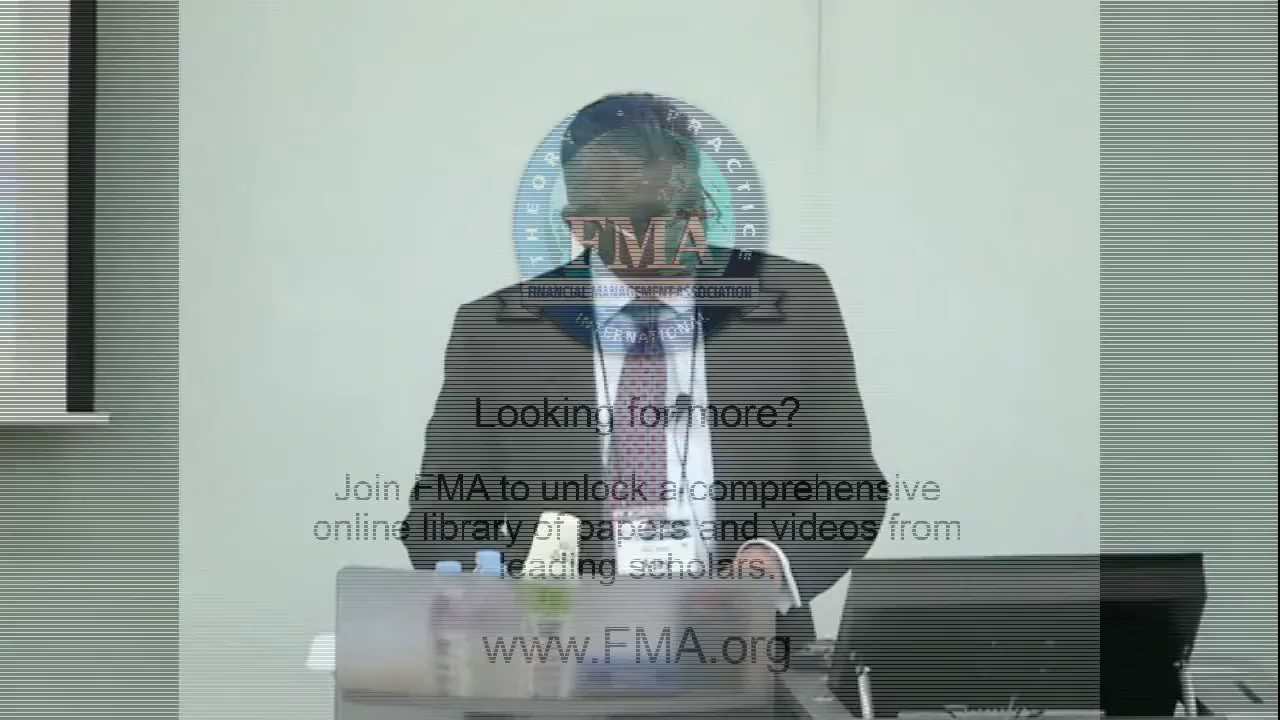 THEORY • PRACTICE
FMA
FINANCIAL MANAGEMENT ASSOCIATION
INTERNATIONAL
Looking for more?
Join FMA to unlock a comprehensive
online library of papers and videos from
leading scholars.
www.FMA.org